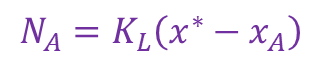 N_A = K_L(x* − x_A)